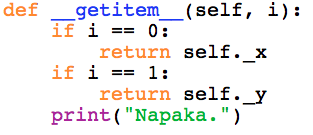 def __getitem__(self, i):
    if i == 0:
        return self._x
    if i == 1:
        return self._y
    print("Napaka.")